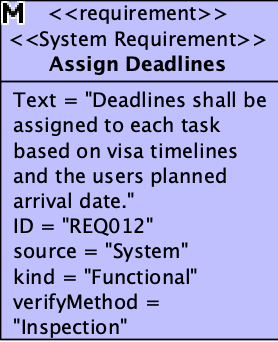 M
<<requirement>>
<<System Requirement>>
Assign Deadlines
Text = "Deadlines shall be
assigned to each task
based on visa timelines
and the users planned
arrival date."
ID = "REQ012"
source = "System"
kind = "Functional"
verifyMethod =
"Inspection"